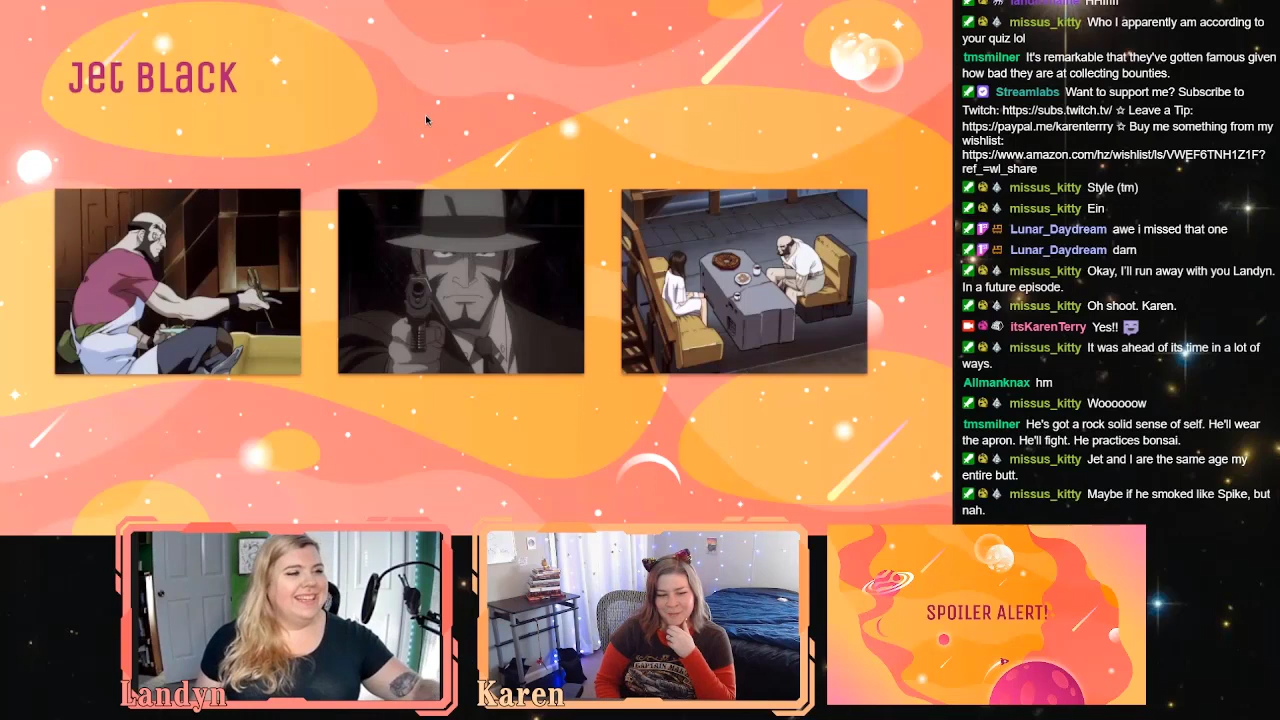 Jet Black
HHIIIII
missus_kitty Who I apparently am according to
your quiz lol
tmsmilner It's remarkable that they've gotten famous given
how bad they are at collecting bounties.
Streamlabs Want to support me? Subscribe to
Twitch: https://subs.twitch.tv/ ☆ Leave a Tip:
https://paypal.me/karenterrry ☆ Buy me something from my
wishlist:
https://www.amazon.com/hz/wishlist/ls/VWEF6TNH1Z1F?
ref_=wl_share
missus_kitty Style (tm)
missus_kitty Ein
Lunar_Daydream awe i missed that one
Lunar_Daydream darn
missus_kitty Okay, I'll run away with you Landyn.
In a future episode.
missus_kitty Oh shoot. Karen.
itsKarenTerry Yes!!
missus_kitty It was ahead of its time in a lot of
ways.
Allmanknax hm
missus_kitty Woooooow
tmsmilner He's got a rock solid sense of self. He'll wear
the apron. He'll fight. He practices bonsai.
missus_kitty Jet and I are the same age my
entire butt.
missus_kitty Maybe if he smoked like Spike, but
nah.
SPOILER ALERT!
CAPTAIN
Landyn
Karen